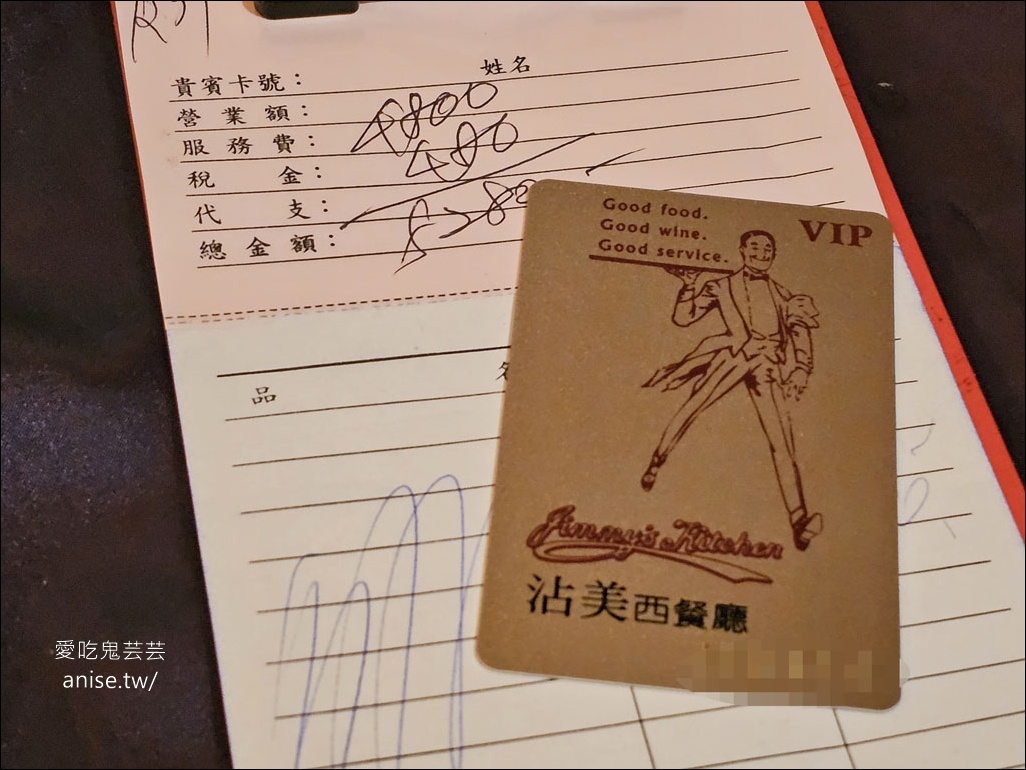 貴賓卡號： 姓名
營業額： 4800
服務費： 480
稅 金：
代 支：
總金額： 5280
品
Good food.
Good wine.
Good service.
VIP
Jimmy's Kitchen
沾美西餐廳
愛吃鬼芸芸
anise.tw/